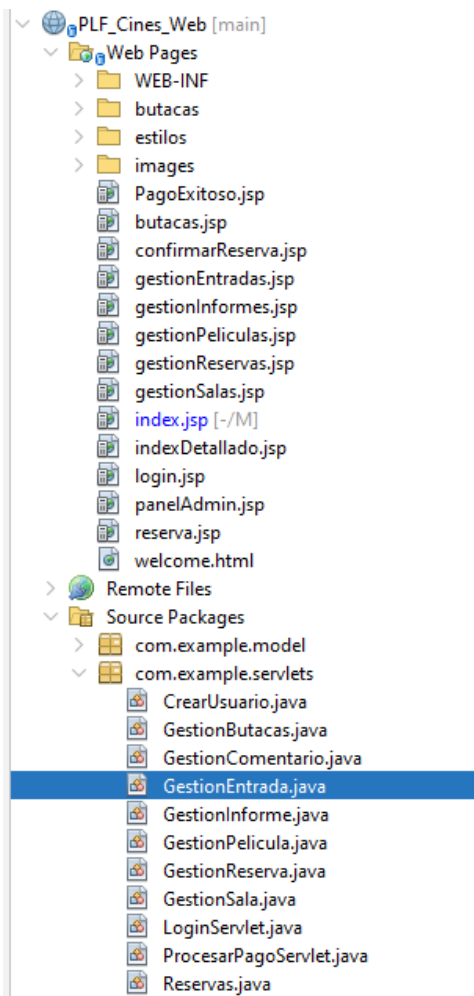 PLF_Cines_Web [main]
Web Pages
WEB-INF
butacas
estilos
images
PagoExitoso.jsp
butacas.jsp
confirmarReserva.jsp
gestionEntradas.jsp
gestionInformes.jsp
gestionPeliculas.jsp
gestionReservas.jsp
gestionSalas.jsp
index.jsp [-/M]
indexDetallado.jsp
login.jsp
panelAdmin.jsp
reserva.jsp
welcome.html
Remote Files
Source Packages
com.example.model
com.example.servlets
CrearUsuario.java
GestionButacas.java
GestionComentario.java
GestionEntrada.java
GestionInforme.java
GestionPelicula.java
GestionReserva.java
GestionSala.java
LoginServlet.java
ProcesarPagoServlet.java
Reservas.java